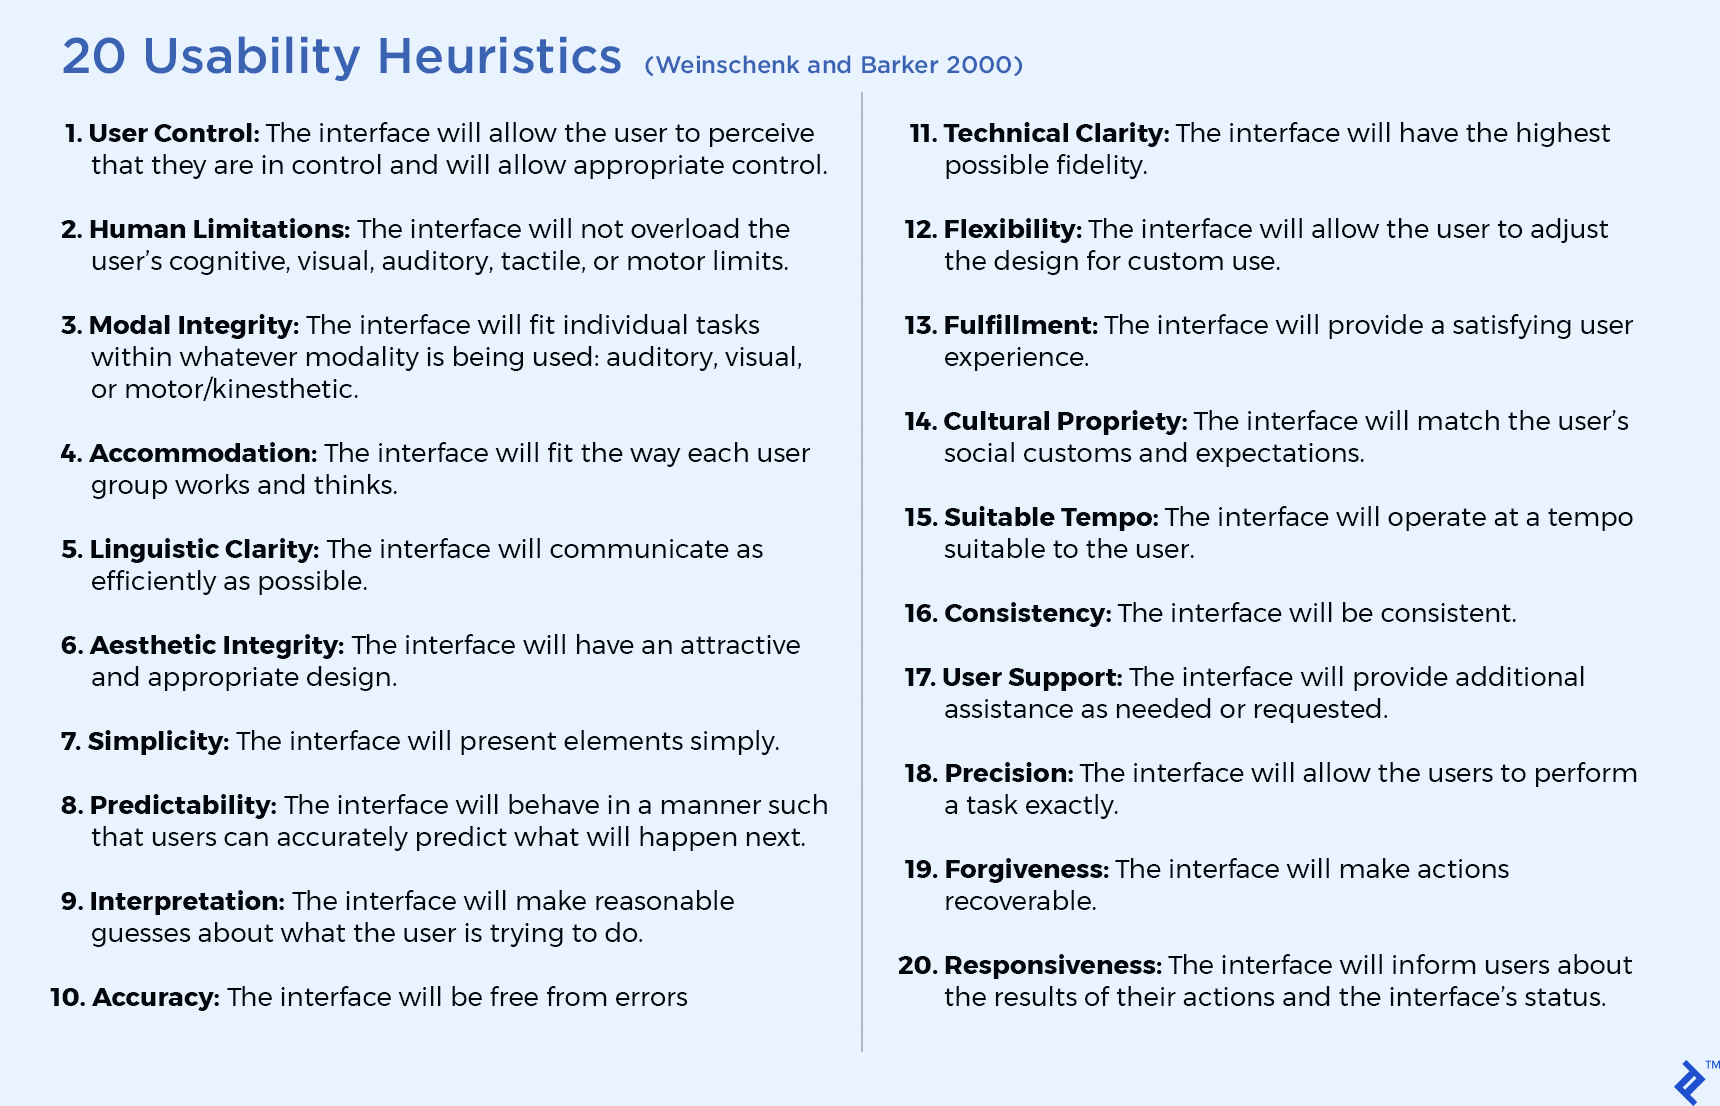 20 Usability Heuristics (Weinschenk and Barker 2000)
1. User Control: The interface will allow the user to perceive
that they are in control and will allow appropriate control.
2. Human Limitations: The interface will not overload the
user’s cognitive, visual, auditory, tactile, or motor limits.
3. Modal Integrity: The interface will fit individual tasks
within whatever modality is being used: auditory, visual,
or motor/kinesthetic.
4. Accommodation: The interface will fit the way each user
group works and thinks.
5. Linguistic Clarity: The interface will communicate as
efficiently as possible.
6. Aesthetic Integrity: The interface will have an attractive
and appropriate design.
7. Simplicity: The interface will present elements simply.
8. Predictability: The interface will behave in a manner such
that users can accurately predict what will happen next.
9. Interpretation: The interface will make reasonable
guesses about what the user is trying to do.
10. Accuracy: The interface will be free from errors
11. Technical Clarity: The interface will have the highest
possible fidelity.
12. Flexibility: The interface will allow the user to adjust
the design for custom use.
13. Fulfillment: The interface will provide a satisfying user
experience.
14. Cultural Propriety: The interface will match the user’s
social customs and expectations.
15. Suitable Tempo: The interface will operate at a tempo
suitable to the user.
16. Consistency: The interface will be consistent.
17. User Support: The interface will provide additional
assistance as needed or requested.
18. Precision: The interface will allow the users to perform
a task exactly.
19. Forgiveness: The interface will make actions
recoverable.
20. Responsiveness: The interface will inform users about
the results of their actions and the interface’s status.
TM